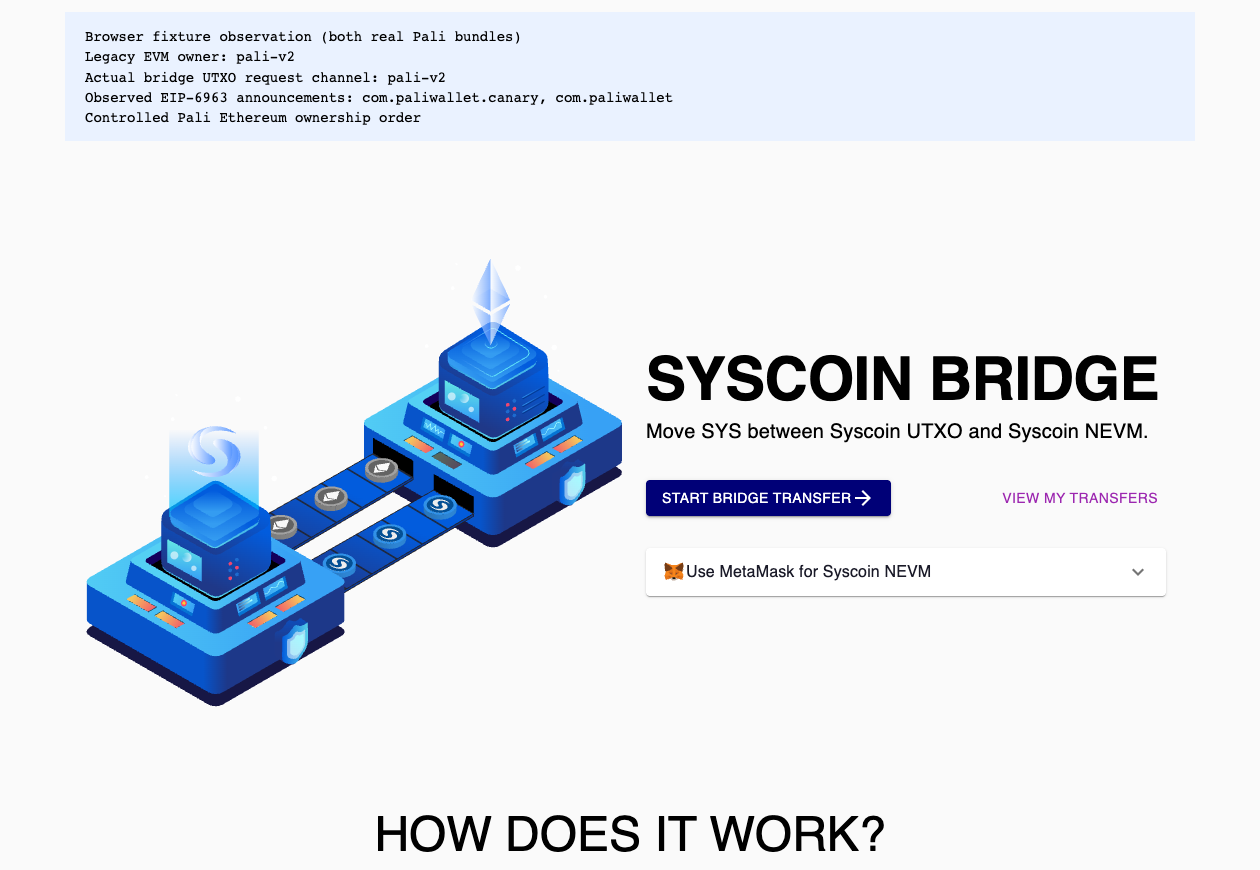 Browser fixture observation (both real Pali bundles)
Legacy EVM owner: pali-v2
Actual bridge UTXO request channel: pali-v2
Observed EIP-6963 announcements: com.paliwallet.canary, com.paliwallet
Controlled Pali Ethereum ownership order
SYSCOIN BRIDGE
Move SYS between Syscoin UTXO and Syscoin NEVM.
START BRIDGE TRANSFER
VIEW MY TRANSFERS
Use MetaMask for Syscoin NEVM
HOW DOES IT WORK?